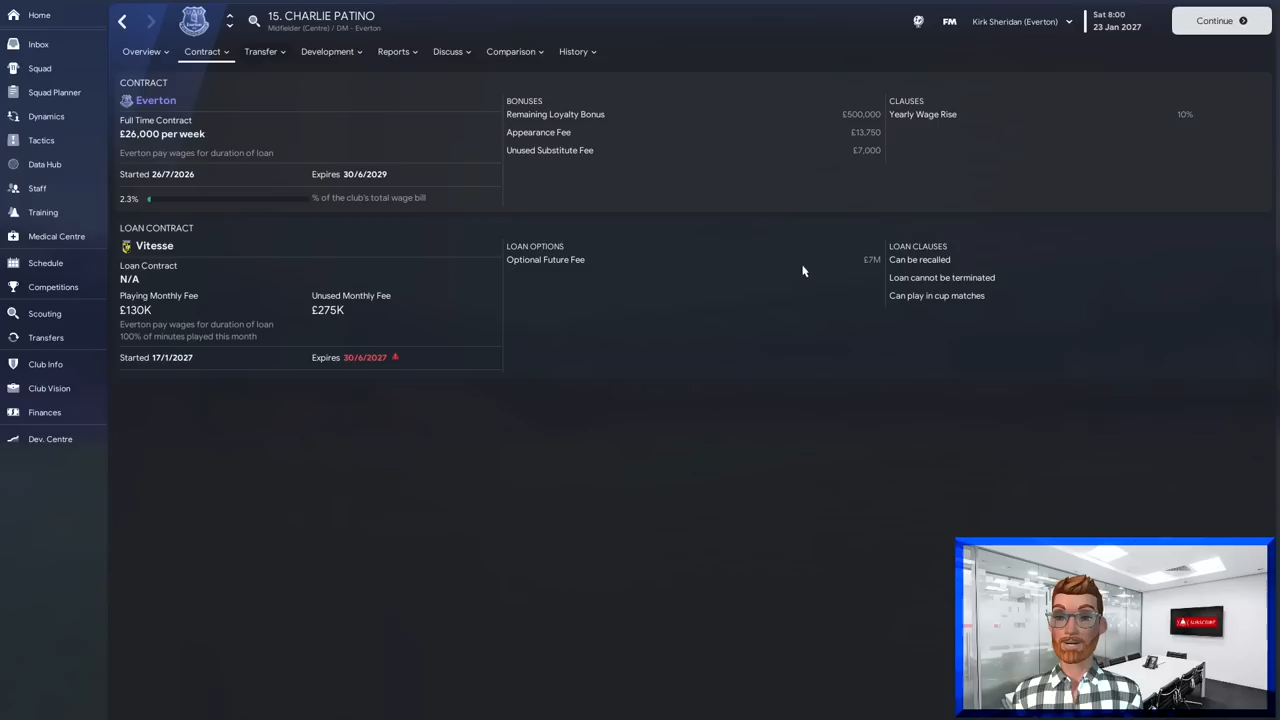 Home
Inbox
Squad
Squad Planner
Dynamics
Tactics
Data Hub
Staff
Training
Medical Centre
Schedule
Competitions
Scouting
Transfers
Club Info
Club Vision
Finances
Dev. Centre
Everton
15. CHARLIE PATINO
Midfielder (Centre) / DM - Everton
FM
Kirk Sheridan (Everton)
Sat 8:00
23 Jan 2027
Continue
Overview
Contract
Transfer
Development
Reports
Discuss
Comparison
History
CONTRACT
Everton
Full Time Contract
£26,000 per week
Everton pay wages for duration of loan
Started 26/7/2026
Expires 30/6/2029
2.3%
% of the club's total wage bill
BONUSES
Remaining Loyalty Bonus £500,000
Appearance Fee £13,750
Unused Substitute Fee £7,000
CLAUSES
Yearly Wage Rise 10%
LOAN CONTRACT
Vitesse
Loan Contract
N/A
Playing Monthly Fee
£130K
Unused Monthly Fee
£275K
Everton pay wages for duration of loan
100% of minutes played this month
Started 17/1/2027
Expires 30/6/2027
LOAN OPTIONS
Optional Future Fee £7M
LOAN CLAUSES
Can be recalled
Loan cannot be terminated
Can play in cup matches
SUBSCRIBE